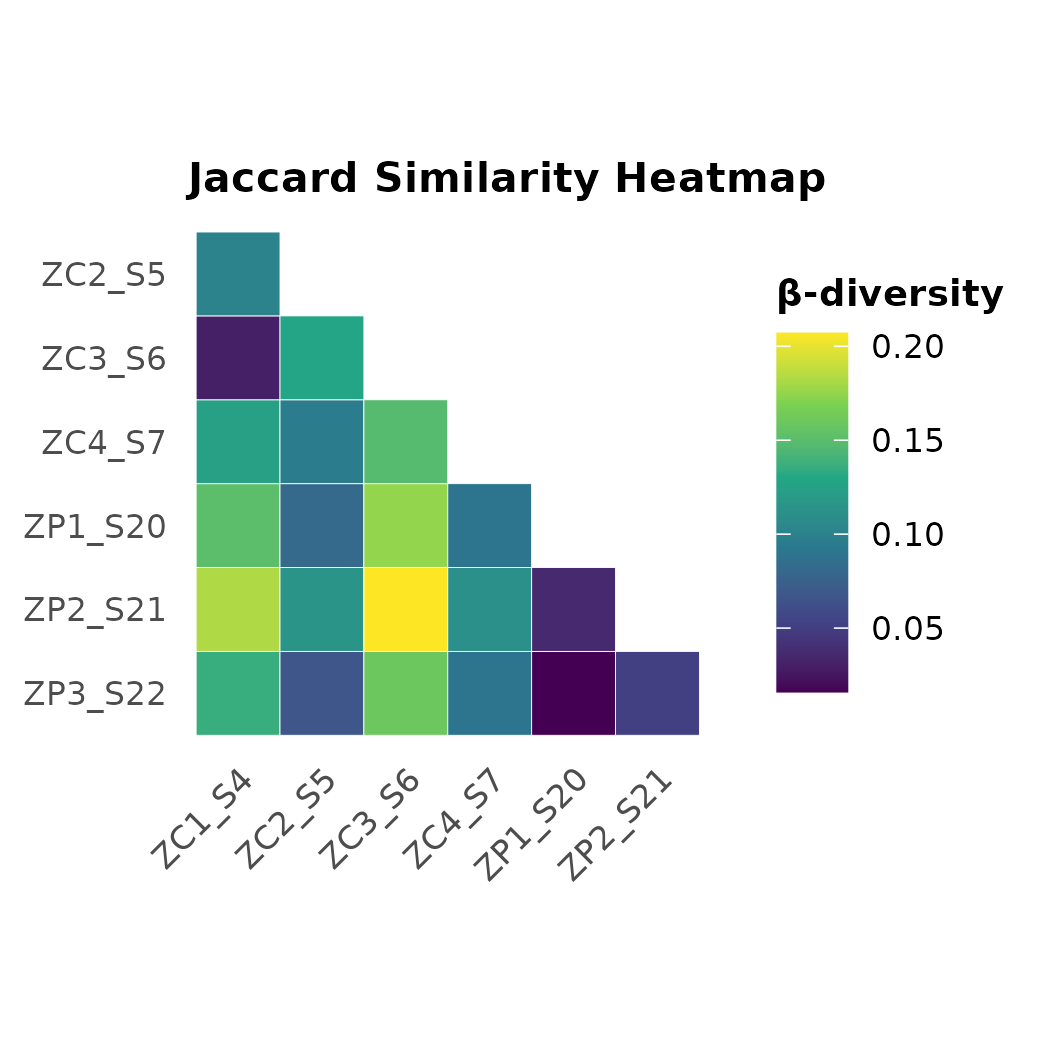 Jaccard Similarity Heatmap
ZC2_S5
ZC3_S6
ZC4_S7
ZP1_S20
ZP2_S21
ZP3_S22
ZC1_S4
ZC2_S5
ZC3_S6
ZC4_S7
ZP1_S20
ZP2_S21
β-diversity
0.20
0.15
0.10
0.05